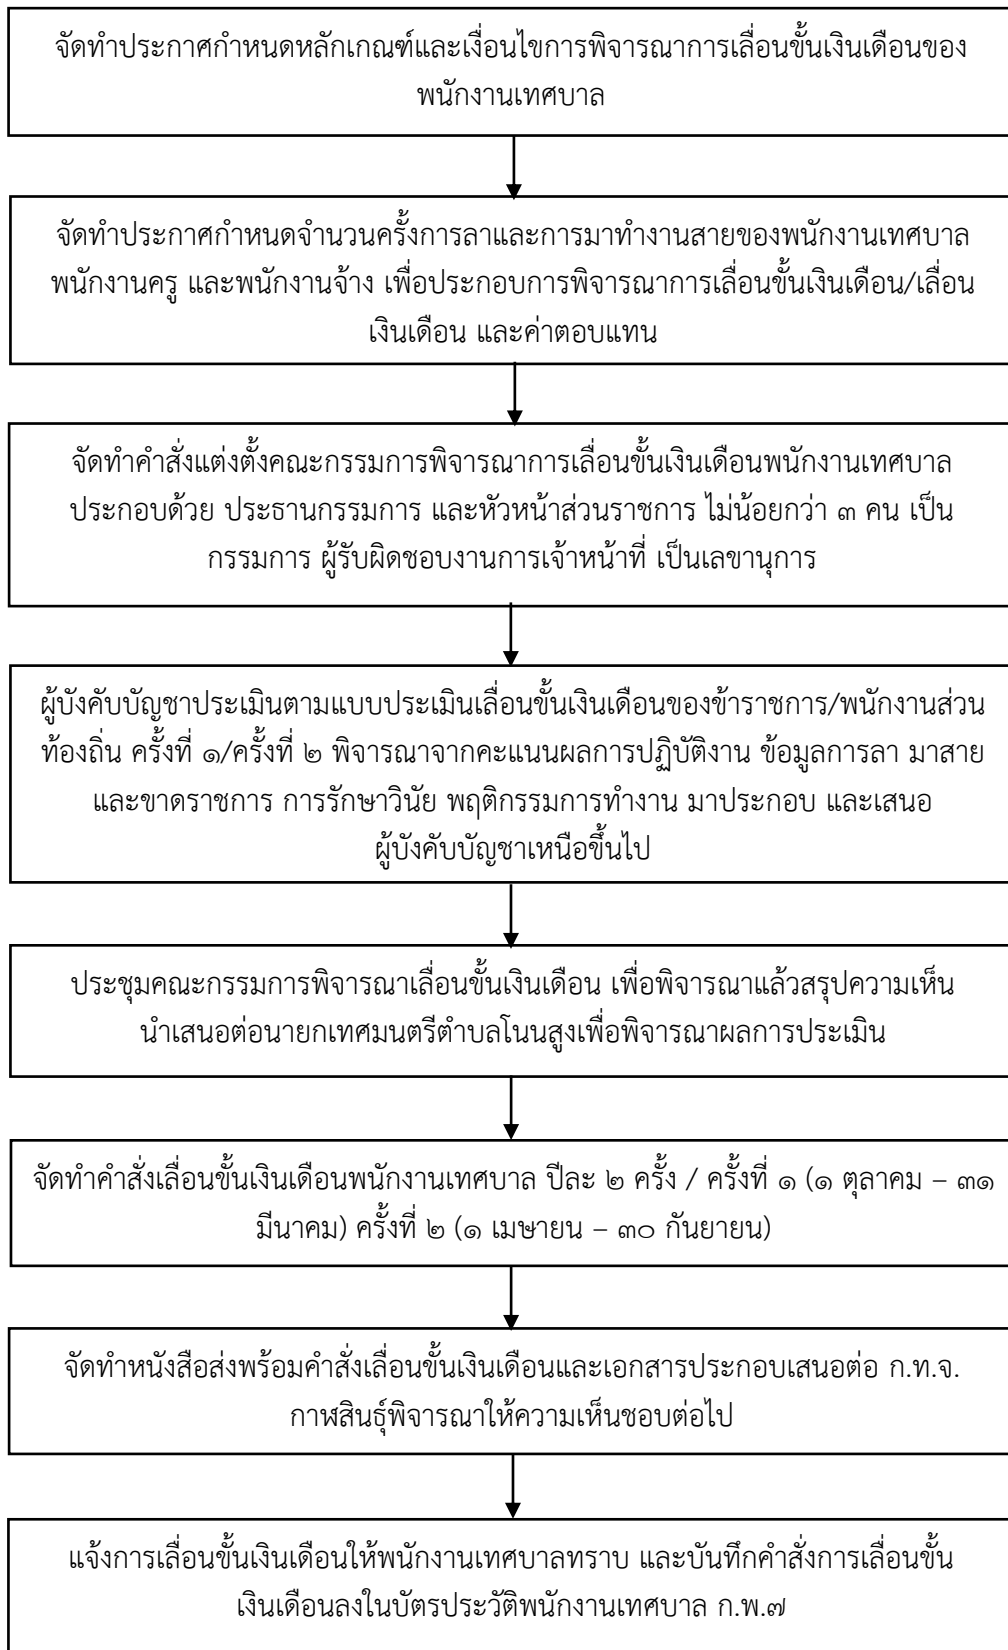 จัดทำประกาศกำหนดหลักเกณฑ์และเงื่อนไขการพิจารณาการเลื่อนขั้นเงินเดือนของ
พนักงานเทศบาล
จัดทำประกาศกำหนดจำนวนครั้งการลาและการมาทำงานสายของพนักงานเทศบาล
พนักงานครู และพนักงานจ้าง เพื่อประกอบการพิจารณาการเลื่อนขั้นเงินเดือน/เลื่อน
เงินเดือน และค่าตอบแทน
จัดทำคำสั่งแต่งตั้งคณะกรรมการพิจารณาการเลื่อนขั้นเงินเดือนพนักงานเทศบาล
ประกอบด้วย ประธานกรรมการ และหัวหน้าส่วนราชการ ไม่น้อยกว่า ๓ คน เป็น
กรรมการ ผู้รับผิดชอบงานการเจ้าหน้าที่ เป็นเลขานุการ
ผู้บังคับบัญชาประเมินตามแบบประเมินเลื่อนขั้นเงินเดือนของข้าราชการ/พนักงานส่วน
ท้องถิ่น ครั้งที่ ๑/ครั้งที่ ๒ พิจารณาจากคะแนนผลการปฏิบัติงาน ข้อมูลการลา มาสาย
และขาดราชการ การรักษาวินัย พฤติกรรมการทำงาน มาประกอบ และเสนอ
ผู้บังคับบัญชาเหนือขึ้นไป
ประชุมคณะกรรมการพิจารณาเลื่อนขั้นเงินเดือน เพื่อพิจารณาแล้วสรุปความเห็น
นำเสนอต่อนายกเทศมนตรีตำบลโนนสูงเพื่อพิจารณาผลการประเมิน
จัดทำคำสั่งเลื่อนขั้นเงินเดือนพนักงานเทศบาล ปีละ ๒ ครั้ง / ครั้งที่ ๑ (๑ ตุลาคม – ๓๑
มีนาคม) ครั้งที่ ๒ (๑ เมษายน – ๓๐ กันยายน)
จัดทำหนังสือส่งพร้อมคำสั่งเลื่อนขั้นเงินเดือนและเอกสารประกอบเสนอต่อ ก.ท.จ.
กาฬสินธุ์พิจารณาให้ความเห็นชอบต่อไป
แจ้งการเลื่อนขั้นเงินเดือนให้พนักงานเทศบาลทราบ และบันทึกคำสั่งการเลื่อนขั้น
เงินเดือนลงในบัตรประวัติพนักงานเทศบาล ก.พ.๗